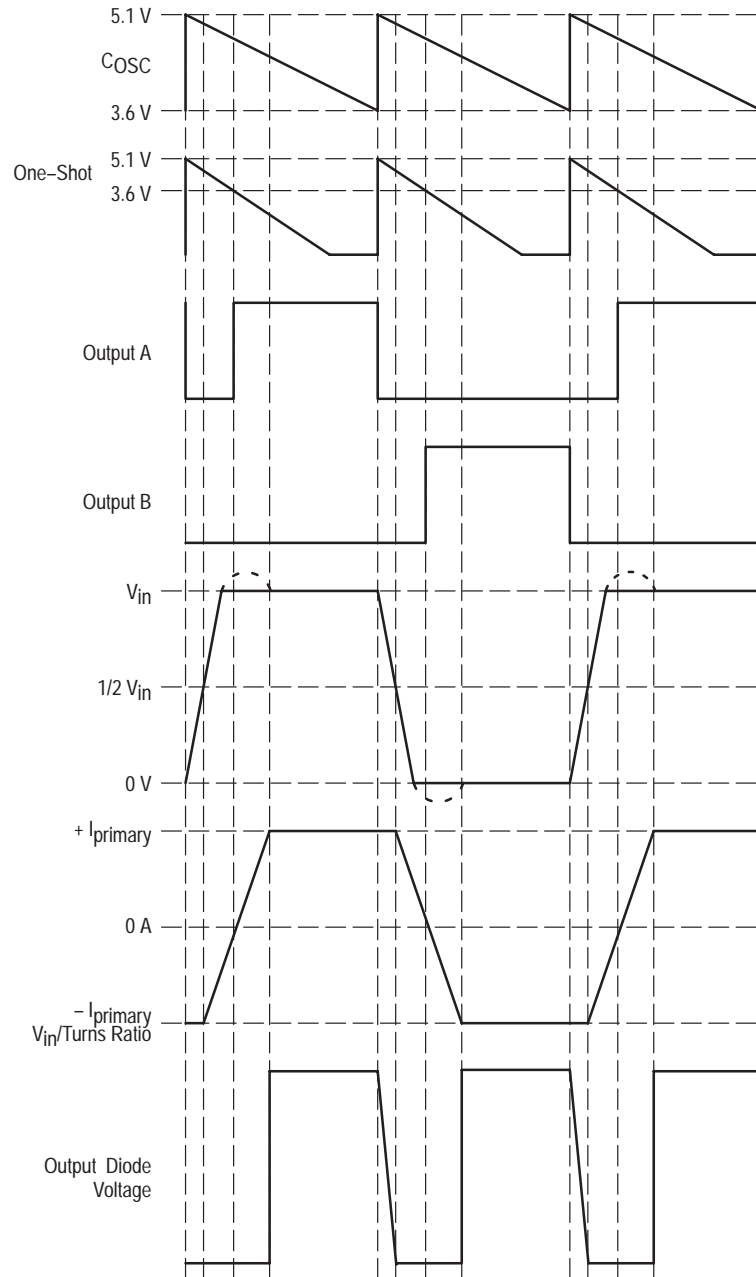 5.1 V
COSC
3.6 V
5.1 V
One–Shot
3.6 V
Output A
Output B
Vin
1/2 Vin
0 V
+ Iprimary
0 A
– Iprimary
Vin/Turns Ratio
Output Diode
Voltage